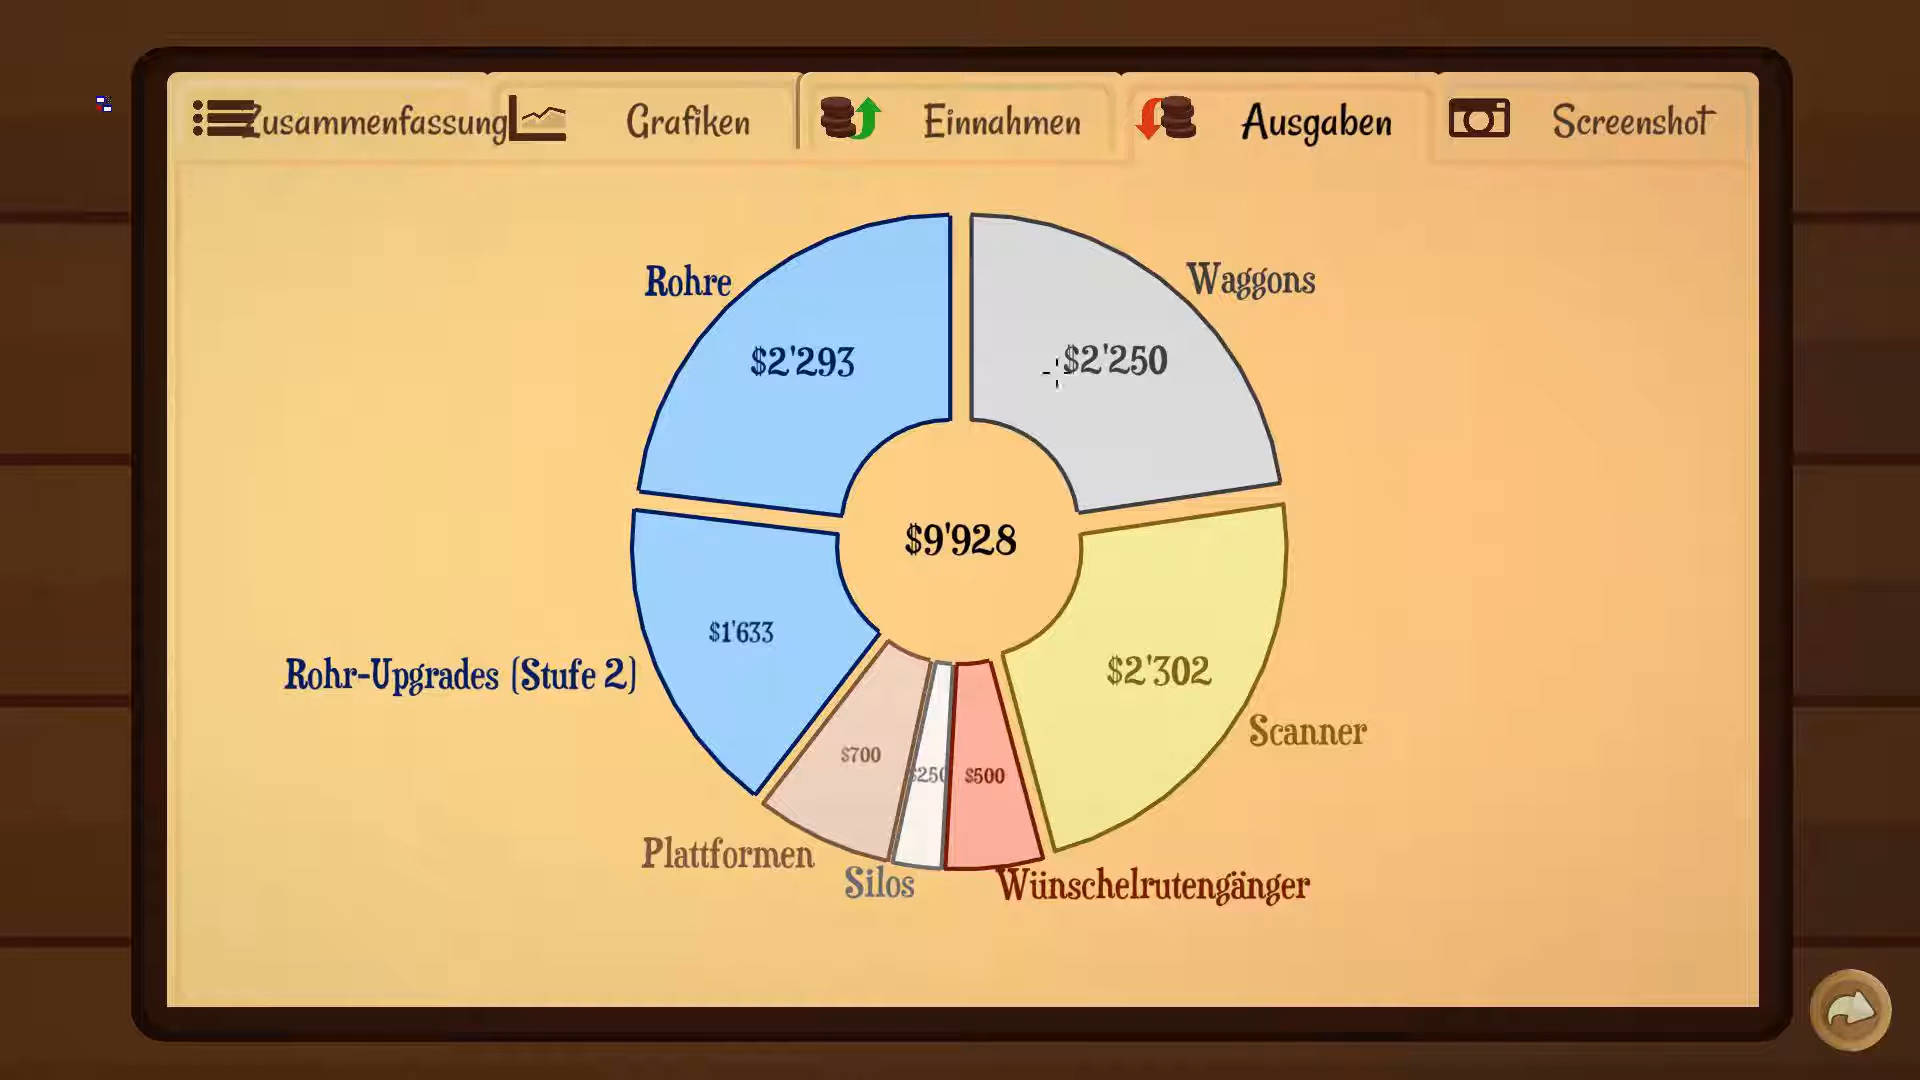 Zusammenfassung
Grafiken
Einnahmen
Ausgaben
Screenshot
Rohre
Waggons
$2'293
$2'250
$9'928
$1'633
Rohr-Upgrades (Stufe 2)
$2'302
Scanner
$700
$250
$500
Plattformen
Silos
Wünschelrutengänger